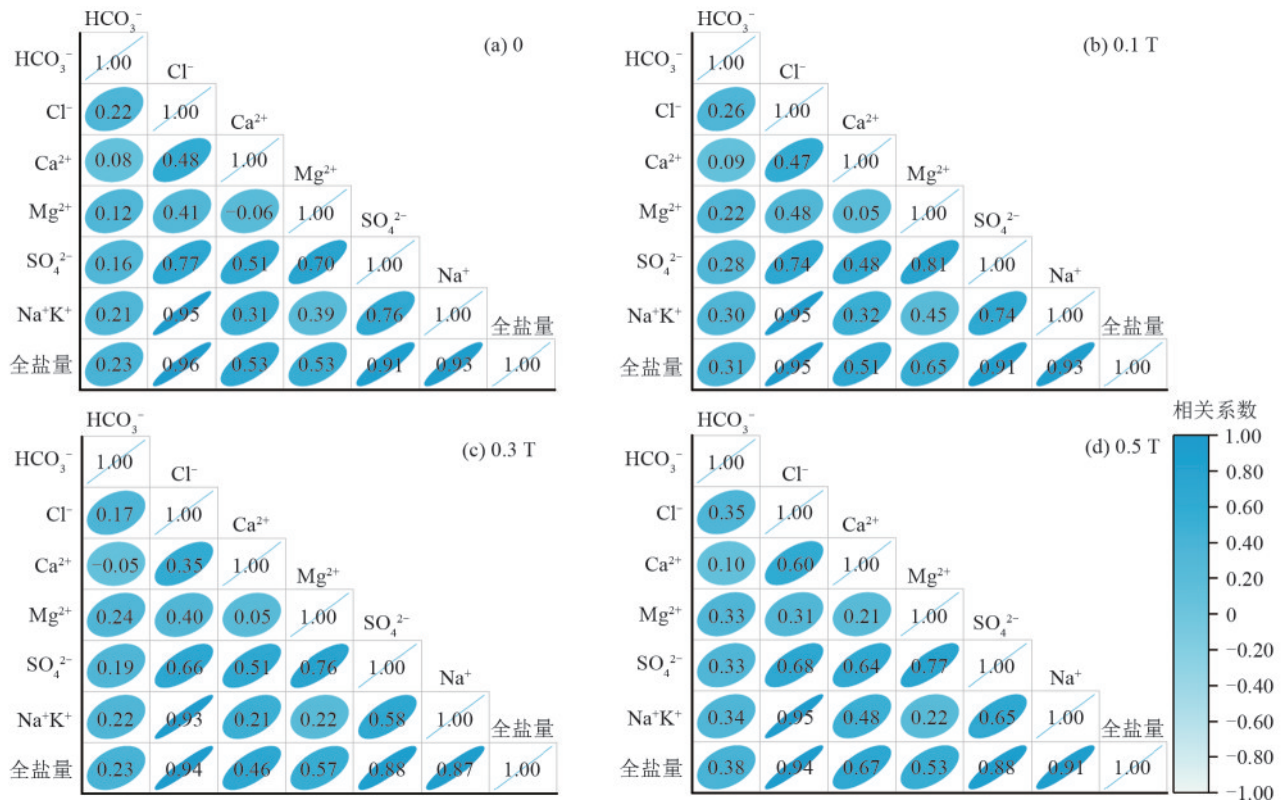 HCO₃⁻
(a) 0
HCO₃⁻ 1.00
Cl⁻
Cl⁻ 0.22 1.00
Ca²⁺
Ca²⁺ 0.08 0.48 1.00
Mg²⁺
Mg²⁺ 0.12 0.41 −0.06 1.00
SO₄²⁻
SO₄²⁻ 0.16 0.77 0.51 0.70 1.00
Na⁺
Na⁺K⁺ 0.21 0.95 0.31 0.39 0.76 1.00
全盐量
全盐量 0.23 0.96 0.53 0.53 0.91 0.93 1.00
HCO₃⁻
(b) 0.1 T
HCO₃⁻ 1.00
Cl⁻
Cl⁻ 0.26 1.00
Ca²⁺
Ca²⁺ 0.09 0.47 1.00
Mg²⁺
Mg²⁺ 0.22 0.48 0.05 1.00
SO₄²⁻
SO₄²⁻ 0.28 0.74 0.48 0.81 1.00
Na⁺
Na⁺K⁺ 0.30 0.95 0.32 0.45 0.74 1.00
全盐量
全盐量 0.31 0.95 0.51 0.65 0.91 0.93 1.00
HCO₃⁻
(c) 0.3 T
HCO₃⁻ 1.00
Cl⁻
Cl⁻ 0.17 1.00
Ca²⁺
Ca²⁺ −0.05 0.35 1.00
Mg²⁺
Mg²⁺ 0.24 0.40 0.05 1.00
SO₄²⁻
SO₄²⁻ 0.19 0.66 0.51 0.76 1.00
Na⁺
Na⁺K⁺ 0.22 0.93 0.21 0.22 0.58 1.00
全盐量
全盐量 0.23 0.94 0.46 0.57 0.88 0.87 1.00
HCO₃⁻
(d) 0.5 T
HCO₃⁻ 1.00
Cl⁻
Cl⁻ 0.35 1.00
Ca²⁺
Ca²⁺ 0.10 0.60 1.00
Mg²⁺
Mg²⁺ 0.33 0.31 0.21 1.00
SO₄²⁻
SO₄²⁻ 0.33 0.68 0.64 0.77 1.00
Na⁺
Na⁺K⁺ 0.34 0.95 0.48 0.22 0.65 1.00
全盐量
全盐量 0.38 0.94 0.67 0.53 0.88 0.91 1.00
相关系数
1.00
0.80
0.60
0.40
0.20
0
−0.20
−0.40
−0.60
−0.80
−1.00